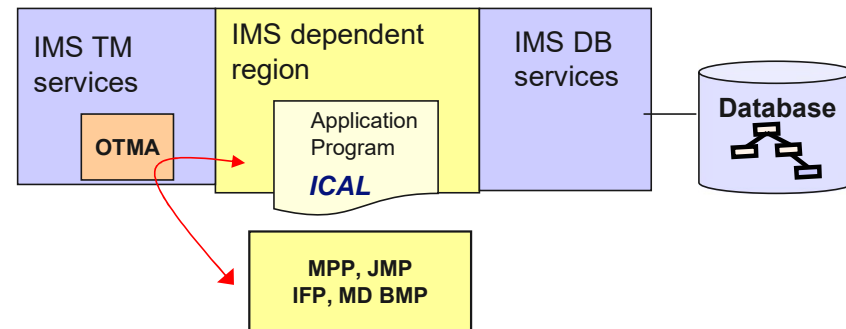 IMS TM
services
OTMA
IMS dependent
region
Application
Program
ICAL
IMS DB
services
Database
MPP, JMP
IFP, MD BMP